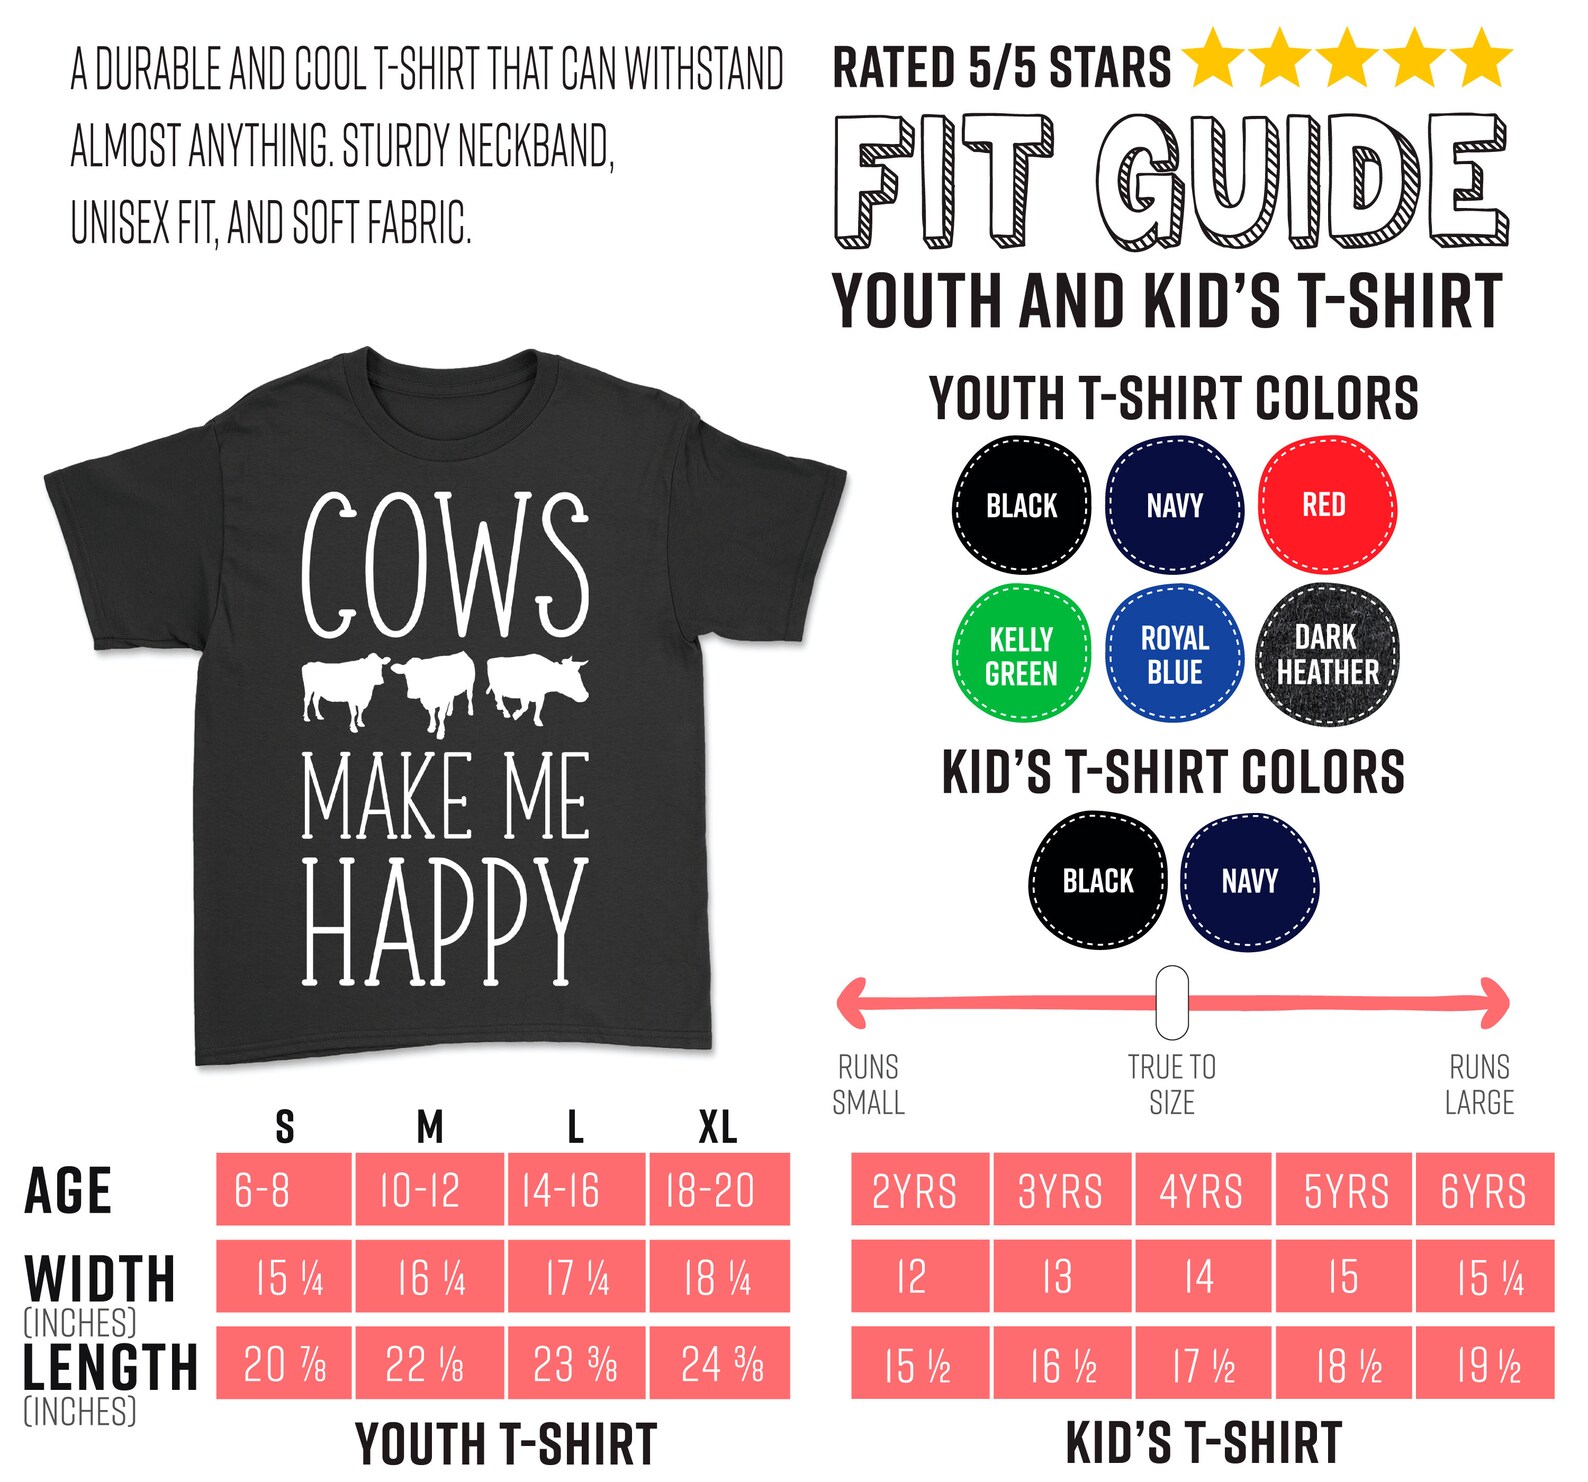 A DURABLE AND COOL T-SHIRT THAT CAN WITHSTAND
ALMOST ANYTHING. STURDY NECKBAND,
UNISEX FIT, AND SOFT FABRIC.
RATED 5/5 STARS
FIT GUIDE
YOUTH AND KID'S T-SHIRT
COWS
MAKE ME
HAPPY
YOUTH T-SHIRT COLORS
BLACK
NAVY
RED
KELLY
GREEN
ROYAL
BLUE
DARK
HEATHER
KID'S T-SHIRT COLORS
BLACK
NAVY
RUNS
SMALL
TRUE TO
SIZE
RUNS
LARGE
S M L XL
AGE 6-8 10-12 14-16 18-20
WIDTH 15 ¼ 16 ¼ 17 ¼ 18 ¼
(INCHES)
LENGTH 20 ⅞ 22 ⅛ 23 ⅜ 24 ⅜
(INCHES)
YOUTH T-SHIRT
2YRS 3YRS 4YRS 5YRS 6YRS
12 13 14 15 15 ¼
15 ½ 16 ½ 17 ½ 18 ½ 19 ½
KID'S T-SHIRT